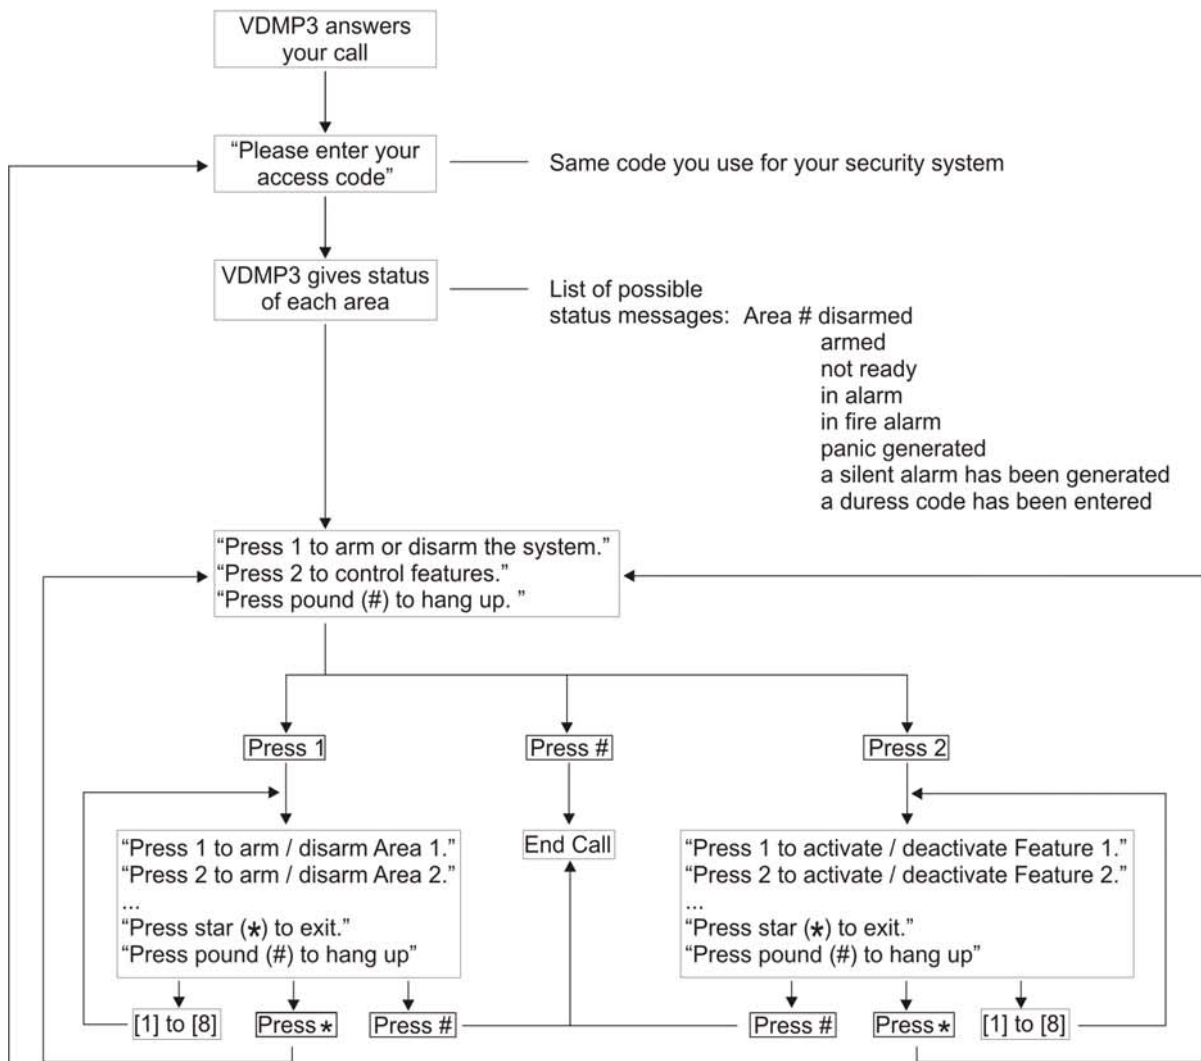 VDMP3 answers
your call
“Please enter your
access code”
Same code you use for your security system
VDMP3 gives status
of each area
List of possible
status messages: Area # disarmed
armed
not ready
in alarm
in fire alarm
panic generated
a silent alarm has been generated
a duress code has been entered
“Press 1 to arm or disarm the system.”
“Press 2 to control features.”
“Press pound (#) to hang up. ”
Press 1
Press #
Press 2
“Press 1 to arm / disarm Area 1.”
“Press 2 to arm / disarm Area 2.”
...
“Press star (*) to exit.”
“Press pound (#) to hang up”
End Call
“Press 1 to activate / deactivate Feature 1.”
“Press 2 to activate / deactivate Feature 2.”
...
“Press star (*) to exit.”
“Press pound (#) to hang up”
[1] to [8]
Press *
Press #
Press #
Press *
[1] to [8]